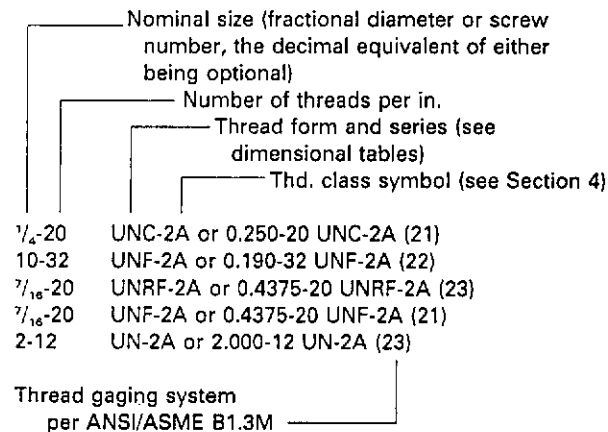 Nominal size (fractional diameter or screw
number, the decimal equivalent of either
being optional)
Number of threads per in.
Thread form and series (see
dimensional tables)
Thd. class symbol (see Section 4)
1/4-20 UNC-2A or 0.250-20 UNC-2A (21)
10-32 UNF-2A or 0.190-32 UNF-2A (22)
7/16-20 UNRF-2A or 0.4375-20 UNRF-2A (23)
7/16-20 UNF-2A or 0.4375-20 UNF-2A (21)
2-12 UN-2A or 2.000-12 UN-2A (23)
Thread gaging system
per ANSI/ASME B1.3M